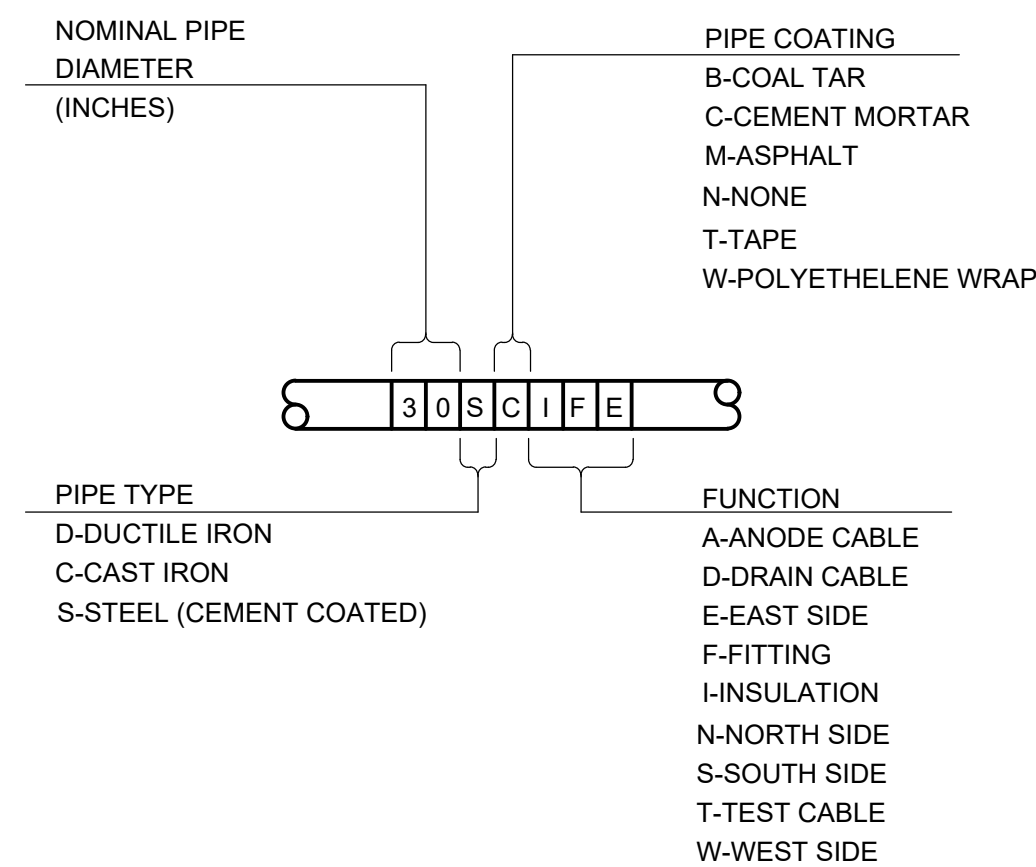 NOMINAL PIPE
DIAMETER
(INCHES)
PIPE COATING
B-COAL TAR
C-CEMENT MORTAR
M-ASPHALT
N-NONE
T-TAPE
W-POLYETHELENE WRAP
3 0 S C I F E
PIPE TYPE
D-DUCTILE IRON
C-CAST IRON
S-STEEL (CEMENT COATED)
FUNCTION
A-ANODE CABLE
D-DRAIN CABLE
E-EAST SIDE
F-FITTING
I-INSULATION
N-NORTH SIDE
S-SOUTH SIDE
T-TEST CABLE
W-WEST SIDE